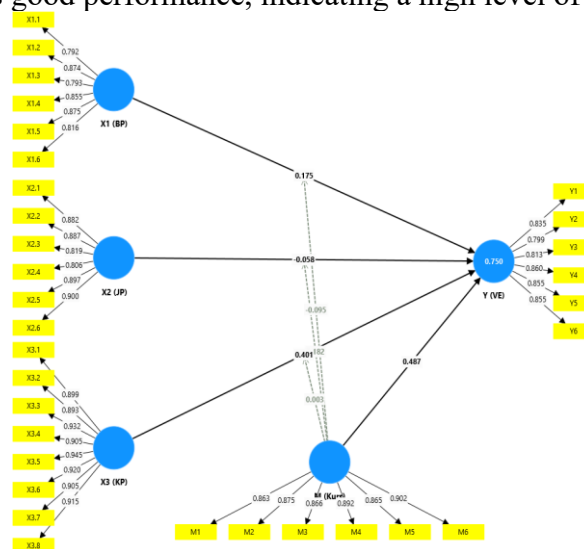 good performance, indicating a high level of
X1.1
X1.2
X1.3
X1.4
X1.5
X1.6
0.792
0.874
0.793
0.855
0.875
0.816
X1 (BP)
0.175
X2.1
X2.2
X2.3
X2.4
X2.5
X2.6
0.882
0.887
0.819
0.806
0.897
0.900
X2 (JP)
-0.058
Y1
Y2
Y3
Y4
Y5
Y6
0.835
0.799
0.813
0.860
0.855
0.855
0.750
Y (VE)
-0.095
0.401
0.003
0.487
X3.1
X3.2
X3.3
X3.4
X3.5
X3.6
X3.7
X3.8
0.899
0.893
0.932
0.905
0.945
0.920
0.905
0.915
X3 (KP)
0.863
0.875
0.866
0.892
0.865
0.902
M1
M2
M3
M4
M5
M6